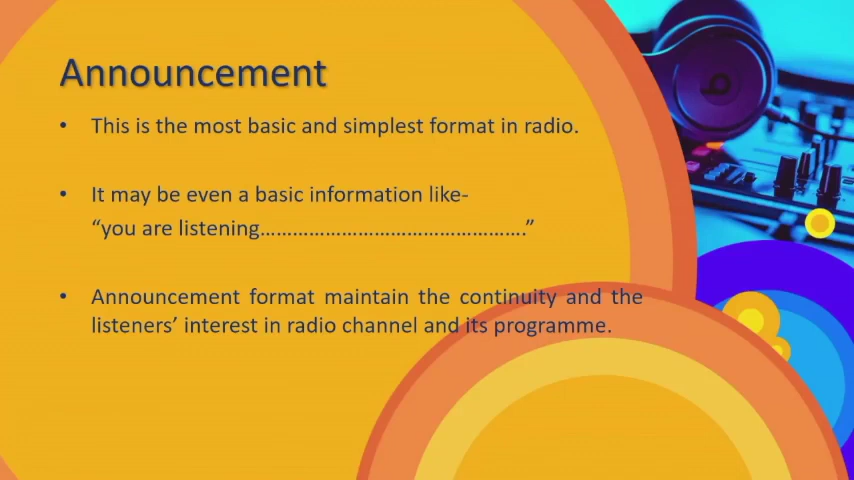 Announcement
• This is the most basic and simplest format in radio.
• It may be even a basic information like-
“you are listening……………………………………….”
• Announcement format maintain the continuity and the
listeners’ interest in radio channel and its programme.